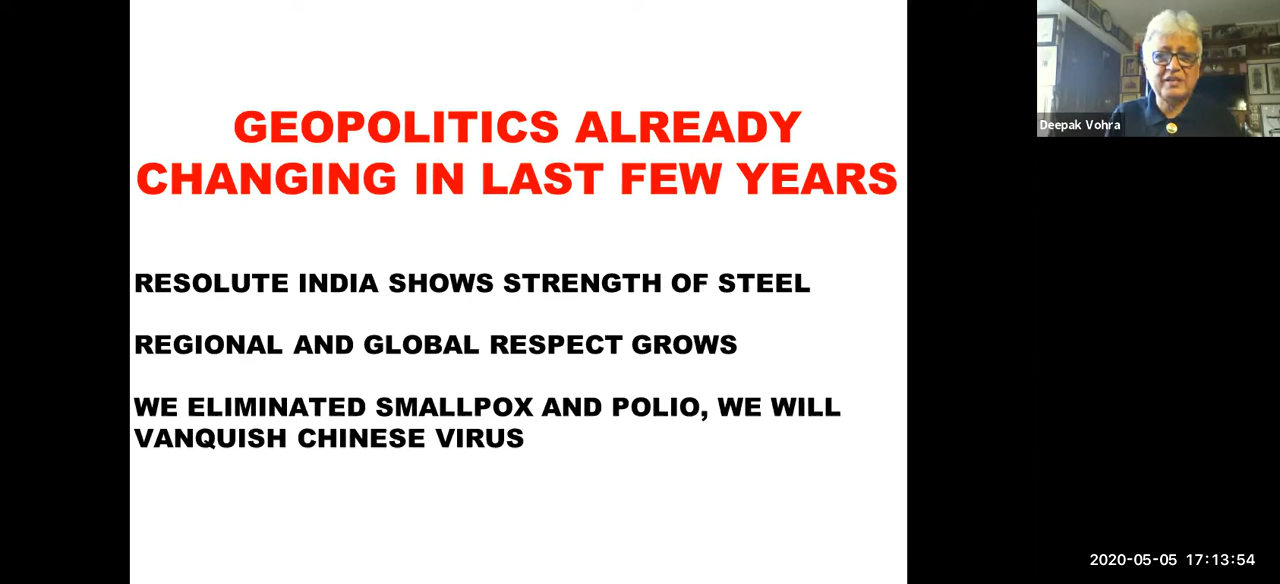 GEOPOLITICS ALREADY
CHANGING IN LAST FEW YEARS
RESOLUTE INDIA SHOWS STRENGTH OF STEEL
REGIONAL AND GLOBAL RESPECT GROWS
WE ELIMINATED SMALLPOX AND POLIO, WE WILL
VANQUISH CHINESE VIRUS
Deepak Vohra
2020-05-05 17:13:54